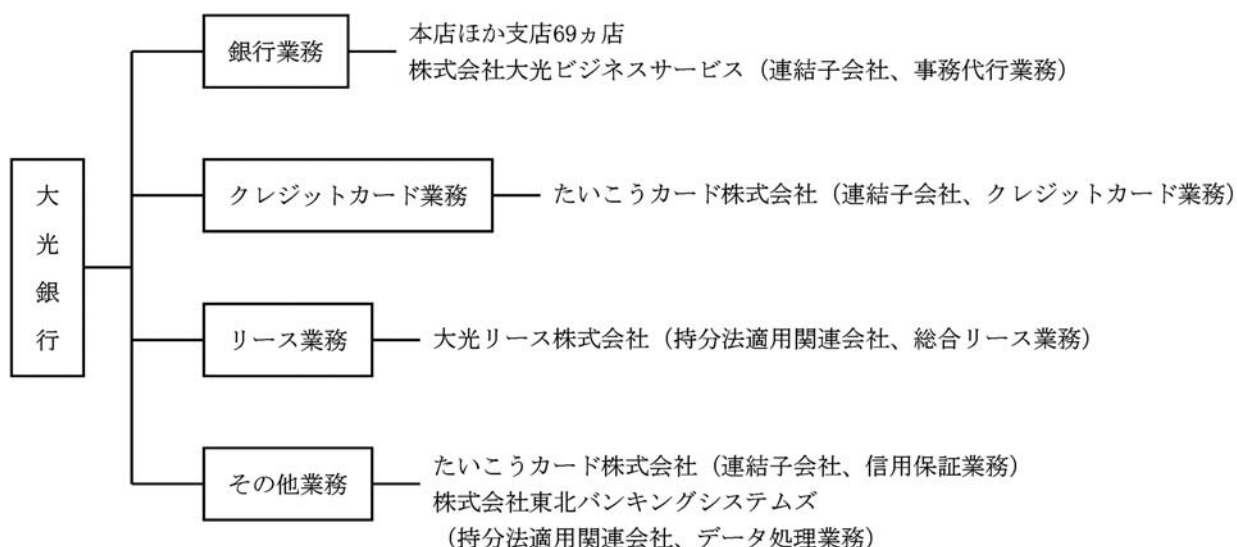 大光銀行
銀行業務
本店ほか支店69ヵ店
株式会社大光ビジネスサービス（連結子会社、事務代行業務）
クレジットカード業務
たいこうカード株式会社（連結子会社、クレジットカード業務）
リース業務
大光リース株式会社（持分法適用関連会社、総合リース業務）
その他業務
たいこうカード株式会社（連結子会社、信用保証業務）
株式会社東北バンキングシステムズ
（持分法適用関連会社、データ処理業務）